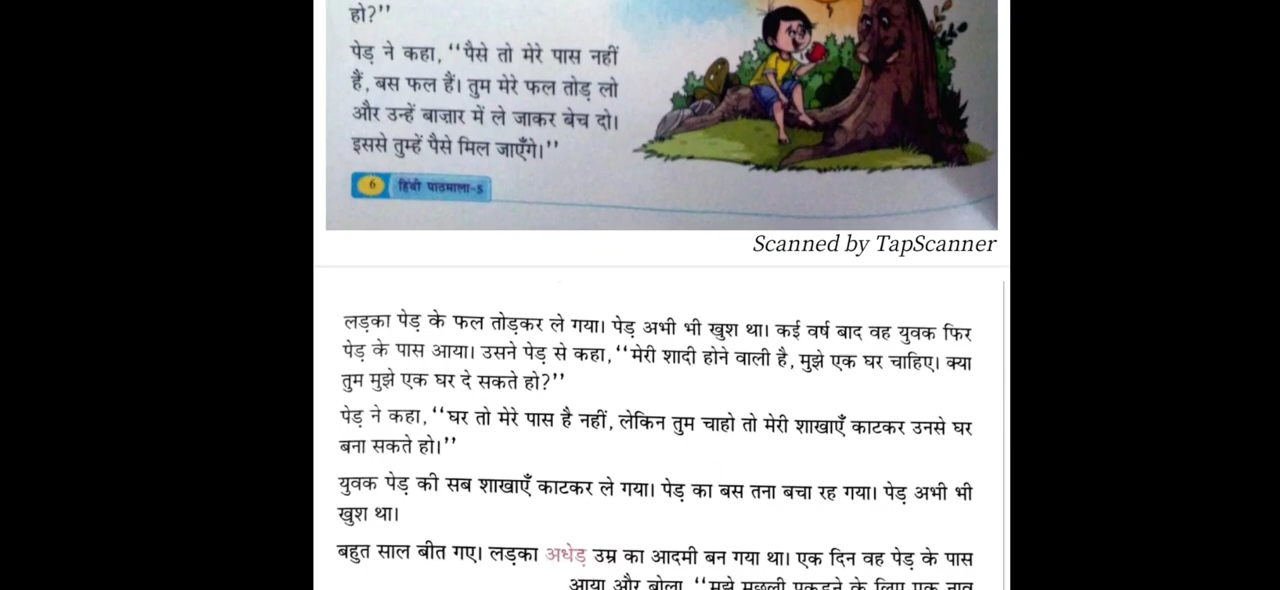 हो?’’
पेड़ ने कहा, ‘‘पैसे तो मेरे पास नहीं
हैं, बस फल हैं। तुम मेरे फल तोड़ लो
और उन्हें बाज़ार में ले जाकर बेच दो।
इससे तुम्हें पैसे मिल जाएँगे।’’
6 हिंदी पाठमाला-5
Scanned by TapScanner
लड़का पेड़ के फल तोड़कर ले गया। पेड़ अभी भी खुश था। कई वर्ष बाद वह युवक फिर
पेड़ के पास आया। उसने पेड़ से कहा, ‘‘मेरी शादी होने वाली है, मुझे एक घर चाहिए। क्या
तुम मुझे एक घर दे सकते हो?’’
पेड़ ने कहा, ‘‘घर तो मेरे पास है नहीं, लेकिन तुम चाहो तो मेरी शाखाएँ काटकर उनसे घर
बना सकते हो।’’
युवक पेड़ की सब शाखाएँ काटकर ले गया। पेड़ का बस तना बचा रह गया। पेड़ अभी भी
खुश था।
बहुत साल बीत गए। लड़का अधेड़ उम्र का आदमी बन गया था। एक दिन वह पेड़ के पास
आया और बोला, ‘‘मुझे मछली पकड़ने के लिए एक नाव